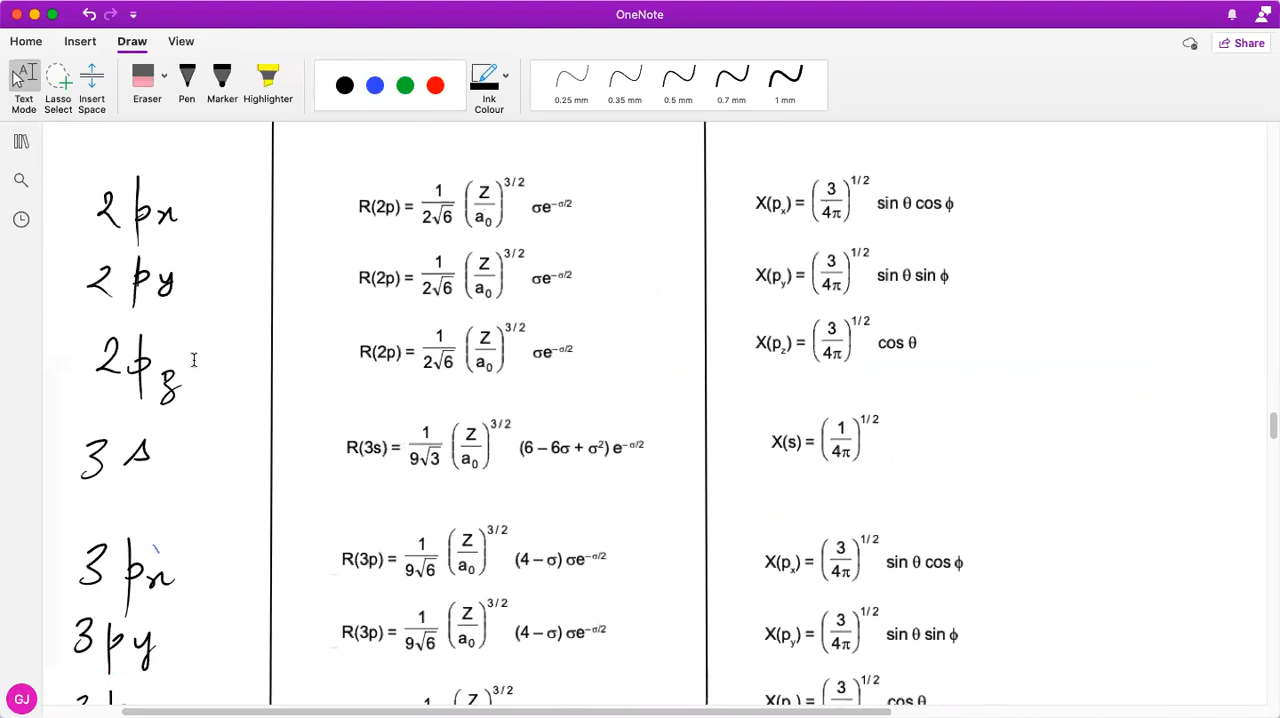 OneNote
Home Insert Draw View
Share
Text Mode
Lasso Select
Insert Space
Eraser
Pen
Marker
Highlighter
Ink Colour
0.25 mm
0.35 mm
0.5 mm
0.7 mm
1 mm
2px R(2p) = 1/2√6 (Z/a₀)^3/2 σe^–σ/2 X(pₓ) = (3/4π)^1/2 sin θ cos ϕ
2py R(2p) = 1/2√6 (Z/a₀)^3/2 σe^–σ/2 X(p_y) = (3/4π)^1/2 sin θ sin ϕ
2pz R(2p) = 1/2√6 (Z/a₀)^3/2 σe^–σ/2 X(p_z) = (3/4π)^1/2 cos θ
3s R(3s) = 1/9√3 (Z/a₀)^3/2 (6 – 6σ + σ²) e^–σ/2 X(s) = (1/4π)^1/2
3px R(3p) = 1/9√6 (Z/a₀)^3/2 (4 – σ) σe^–σ/2 X(pₓ) = (3/4π)^1/2 sin θ cos ϕ
3py R(3p) = 1/9√6 (Z/a₀)^3/2 (4 – σ) σe^–σ/2 X(p_y) = (3/4π)^1/2 sin θ sin ϕ
1 (Z)^3/2 (3)^1/2 cos θ
GJ